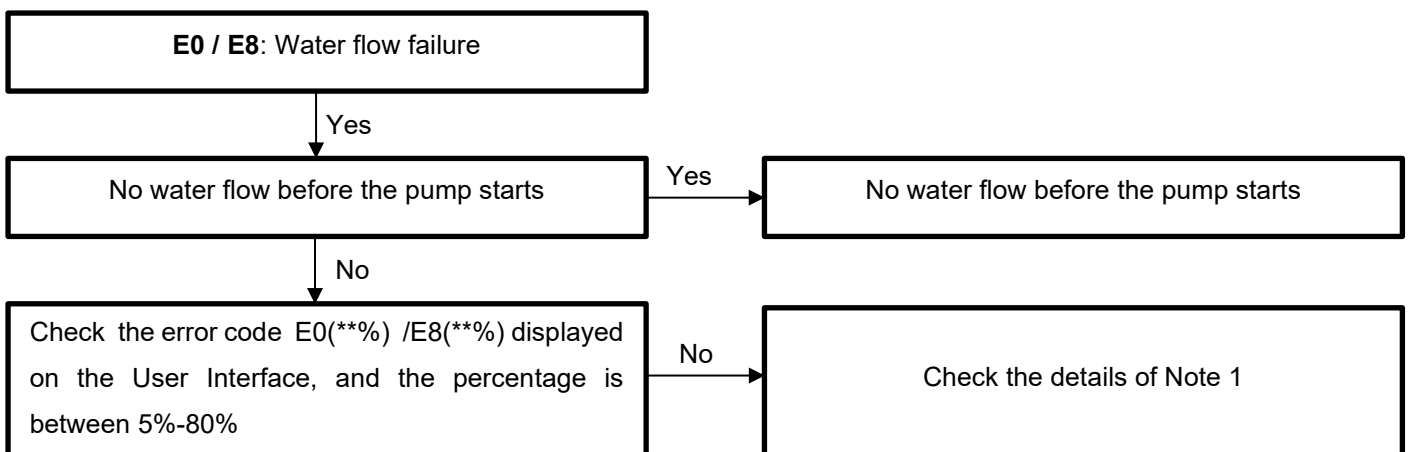 E0 / E8: Water flow failure
Yes
No water flow before the pump starts
Yes
No water flow before the pump starts
No
Check the error code E0(**%) /E8(**%) displayed
on the User Interface, and the percentage is
between 5%-80%
No
Check the details of Note 1